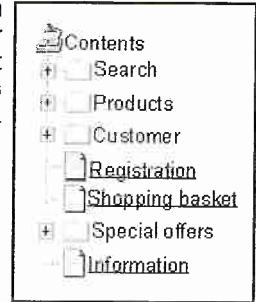 Contents
Search
Products
Customer
Registration
Shopping basket
Special offers
Information